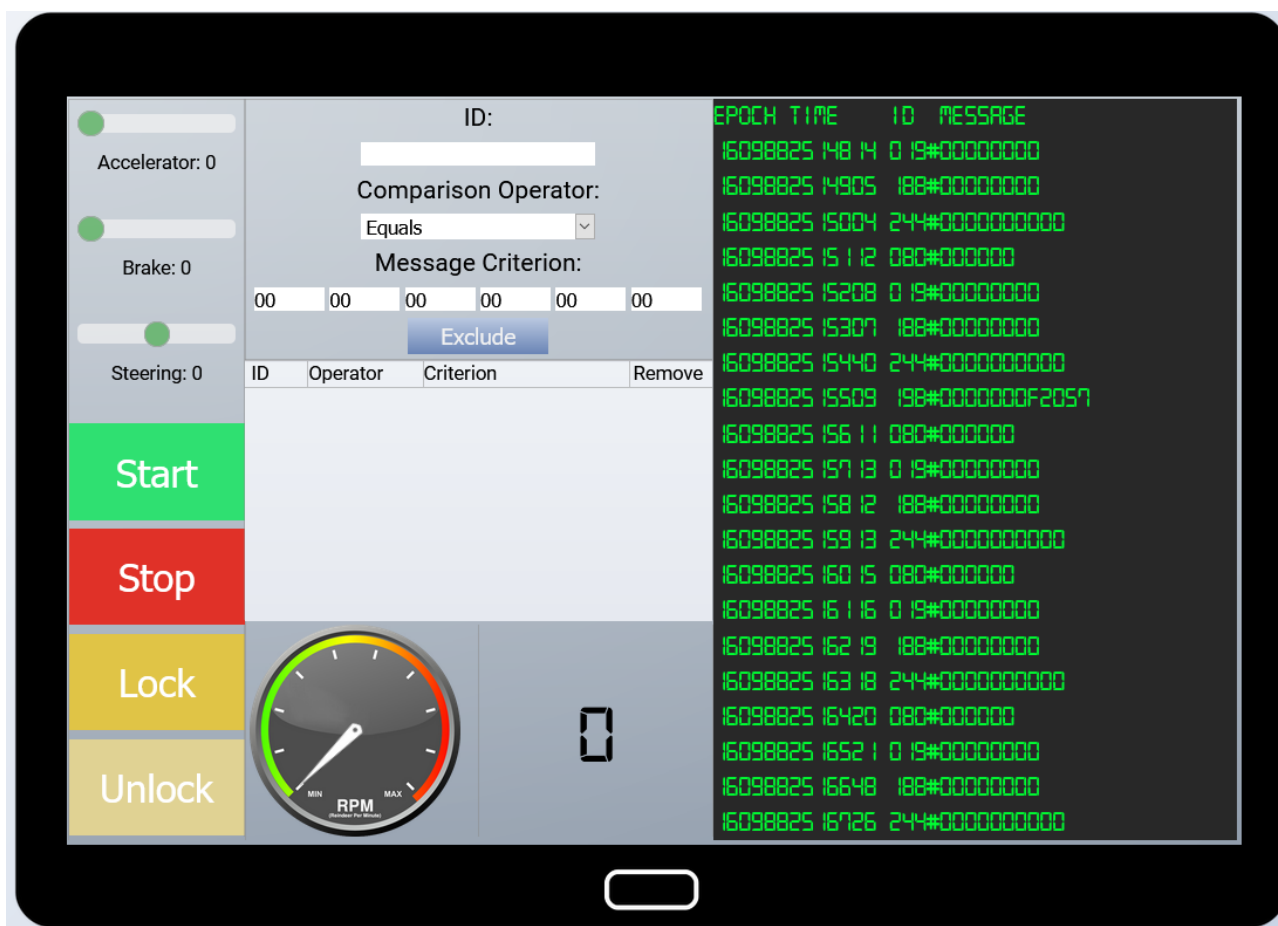 Accelerator: 0
Brake: 0
Steering: 0
Start
Stop
Lock
Unlock
ID:
Comparison Operator:
Equals
Message Criterion:
00 00 00 00 00 00
Exclude
ID Operator Criterion Remove
MIN MAX
RPM
(Reindeer Per Minute)
0
EPOCH TIME ID MESSAGE
1609882514814 019#00000000
1609882514905 188#00000000
1609882515004 244#0000000000
1609882515112 080#000000
1609882515208 019#00000000
1609882515307 188#00000000
1609882515440 244#0000000000
1609882515509 19B#0000000F2057
1609882515611 080#000000
1609882515713 019#00000000
1609882515812 188#00000000
1609882515913 244#0000000000
1609882516015 080#000000
1609882516116 019#00000000
1609882516219 188#00000000
1609882516318 244#0000000000
1609882516420 080#000000
1609882516521 019#00000000
1609882516648 188#00000000
1609882516726 244#0000000000